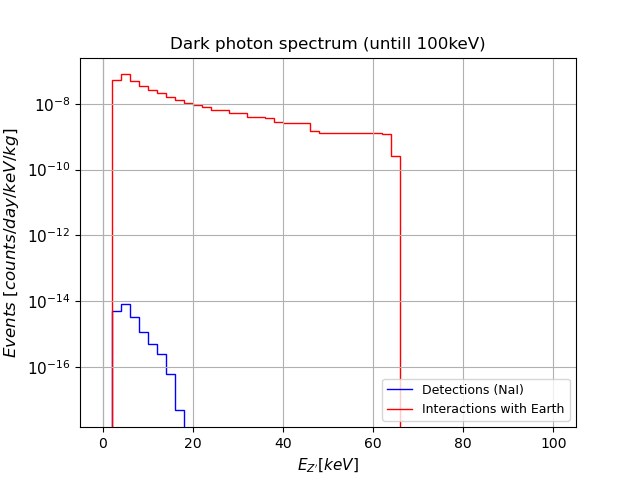 Dark photon spectrum (untill 100keV)
Events [counts/day/keV/kg]
10⁻⁸
10⁻¹⁰
10⁻¹²
10⁻¹⁴
10⁻¹⁶
Detections (NaI)
Interactions with Earth
0 20 40 60 80 100
E_Z′[keV]